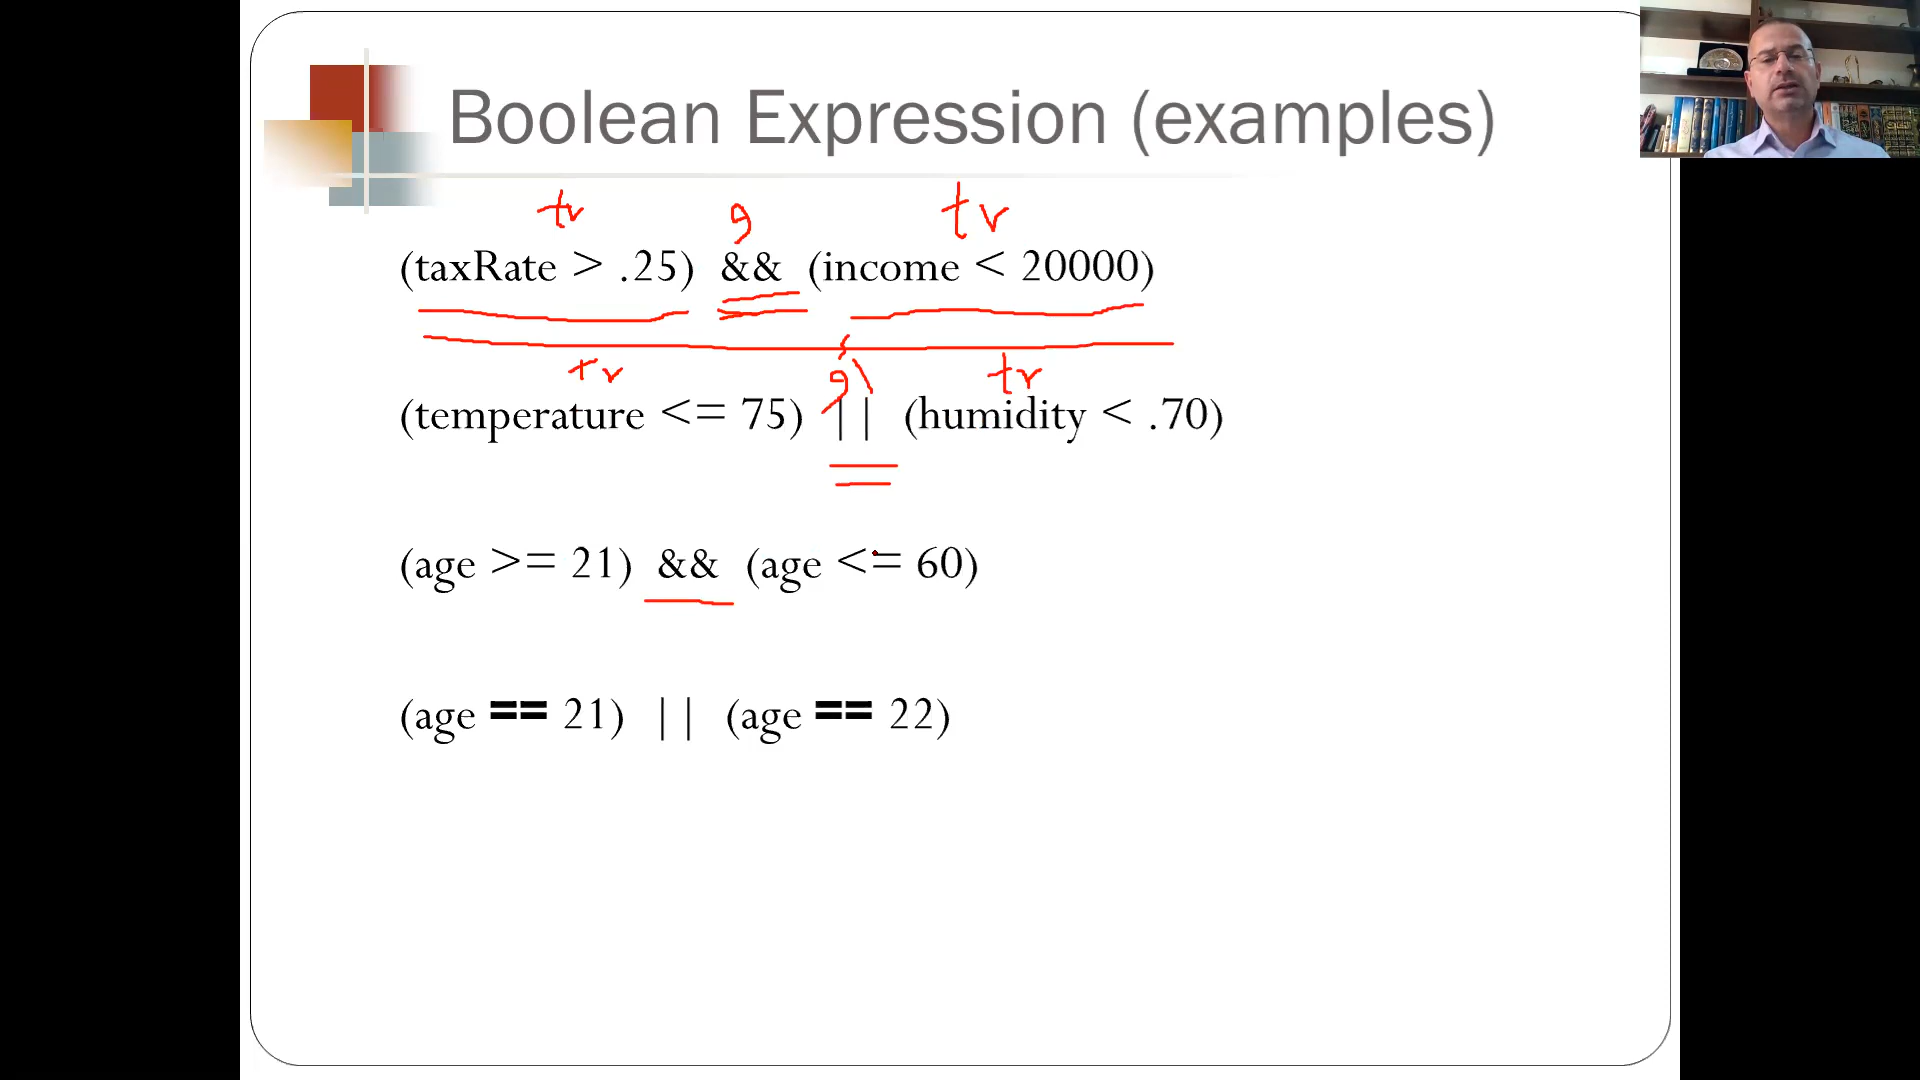 Boolean Expression (examples)
tr و tr
(taxRate > .25) && (income < 20000)
tr او tr
(temperature <= 75) || (humidity < .70)
(age >= 21) && (age <= 60)
(age == 21) || (age == 22)